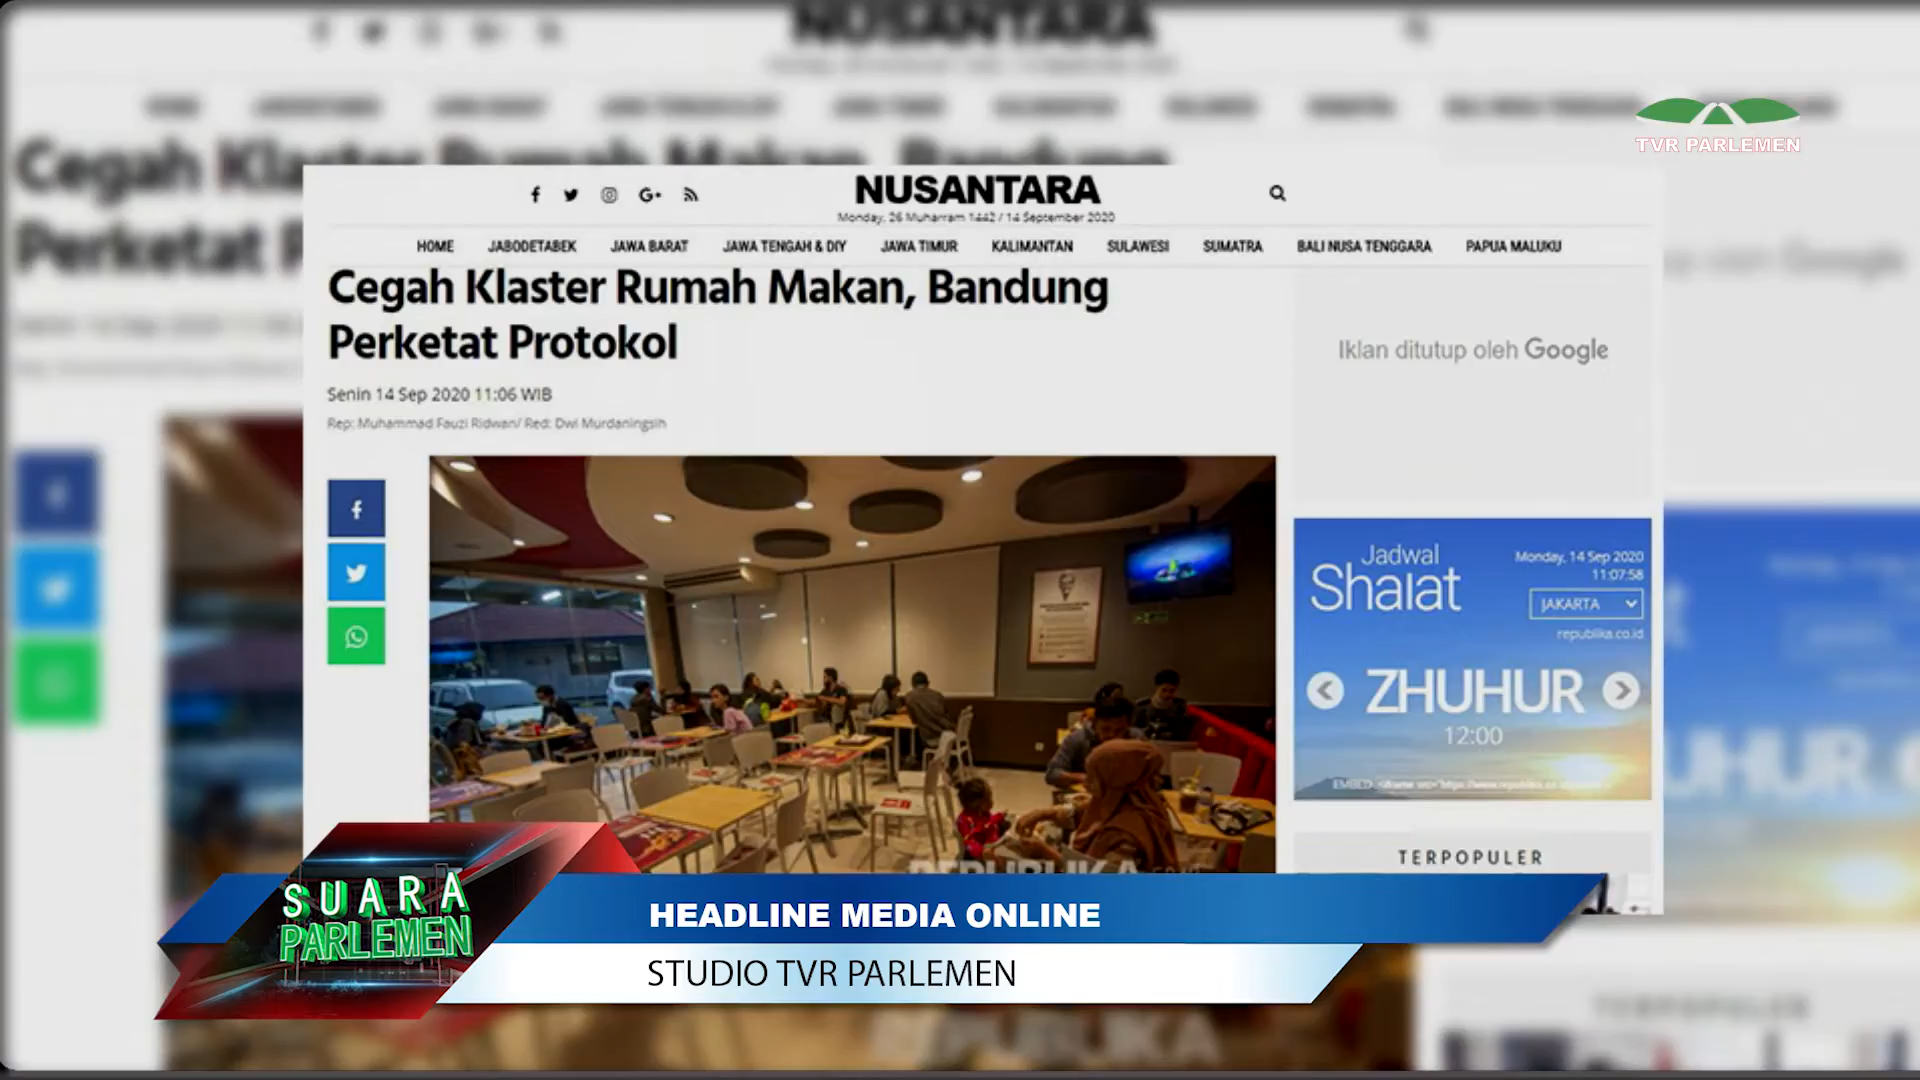 NUSANTARA
TVR PARLEMEN
NUSANTARA
Monday, 26 Muharram 1442 / 14 September 2020
HOME JABODETABEK JAWA BARAT JAWA TENGAH & DIY JAWA TIMUR KALIMANTAN SULAWESI SUMATRA BALI NUSA TENGGARA PAPUA MALUKU
Cegah Klaster Rumah Makan, Bandung
Perketat Protokol
Senin 14 Sep 2020 11:06 WIB
Rep: Muhammad Fauzi Ridwan/ Red: Dwi Murdaningsih
Iklan ditutup oleh Google
Jadwal
Shalat
Monday, 14 Sep 2020
11:07:58
JAKARTA
republika.co.id
ZHUHUR
12:00
TERPOPULER
REPUBLIKA
SUARA
PARLEMEN
HEADLINE MEDIA ONLINE
STUDIO TVR PARLEMEN
REPUBLIKA
TERPOPULER